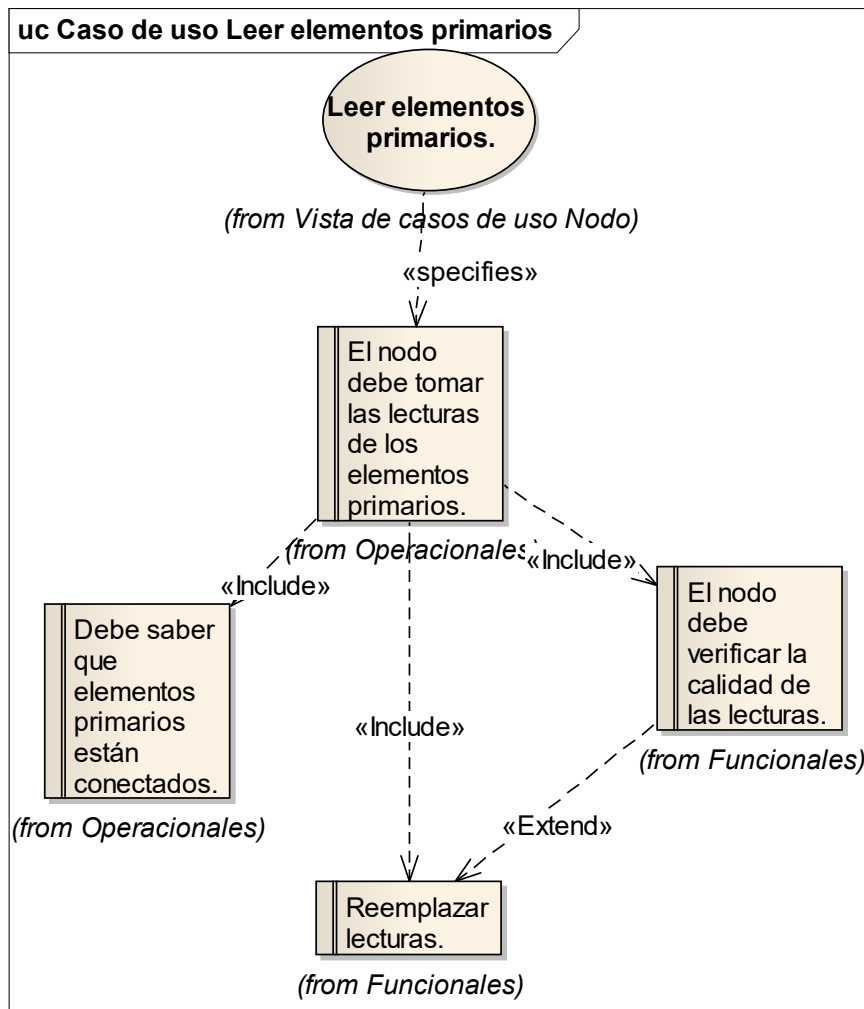 uc Caso de uso Leer elementos primarios
Leer elementos
primarios.
(from Vista de casos de uso Nodo)
«specifies»
El nodo
debe tomar
las lecturas
de los
elementos
primarios.
(from Operacionales)
«Include»
«Include»
Debe saber
que
elementos
primarios
están
conectados.
(from Operacionales)
El nodo
debe
verificar la
calidad de
las lecturas.
(from Funcionales)
«Include»
«Extend»
Reemplazar
lecturas.
(from Funcionales)